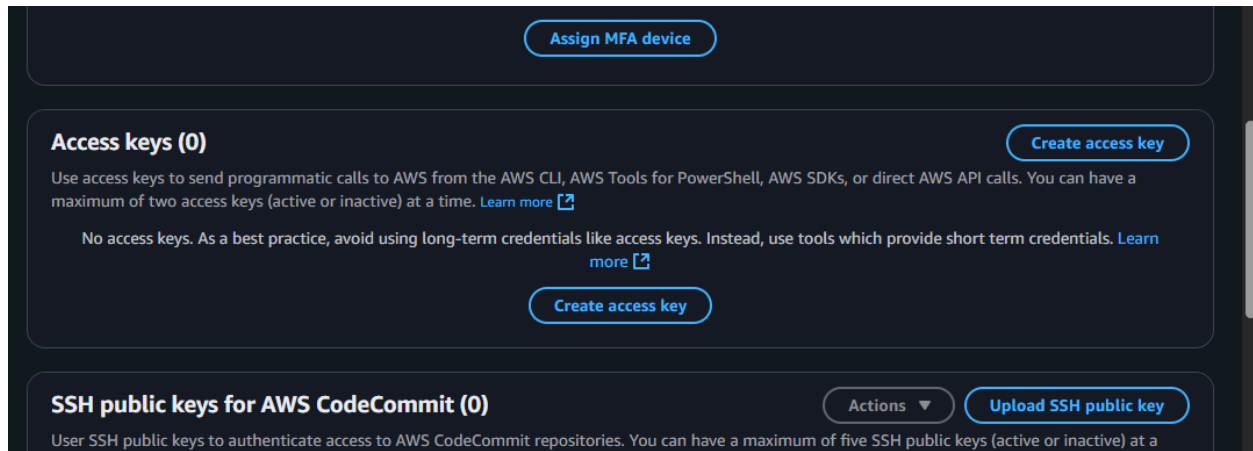 Assign MFA device
Access keys (0)
Create access key
Use access keys to send programmatic calls to AWS from the AWS CLI, AWS Tools for PowerShell, AWS SDKs, or direct AWS API calls. You can have a
maximum of two access keys (active or inactive) at a time. Learn more
No access keys. As a best practice, avoid using long-term credentials like access keys. Instead, use tools which provide short term credentials. Learn
more
Create access key
SSH public keys for AWS CodeCommit (0)
Actions
Upload SSH public key
User SSH public keys to authenticate access to AWS CodeCommit repositories. You can have a maximum of five SSH public keys (active or inactive) at a